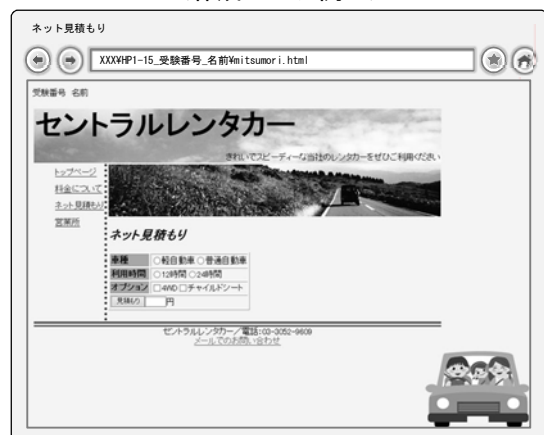 ネット見積もり
XXX¥HP1-15_受験番号_名前¥mitsumori.html
受験番号 名前
セントラルレンタカー
きれいでスピーディーな当社のレンタカーをぜひご利用ください
トップページ
料金について
ネット見積もり
営業所
ネット見積もり
車種 ○軽自動車 ○普通自動車
利用時間 ○12時間 ○24時間
オプション □4WD □チャイルドシート
見積もり 円
セントラルレンタカー／電話:03-3052-9609
メールでのお問い合わせ